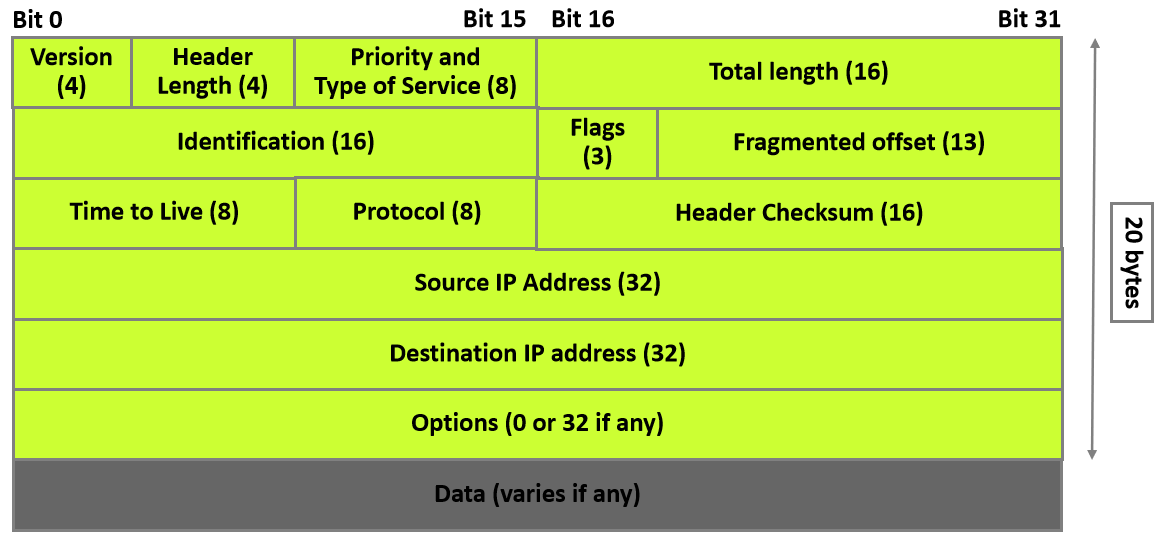 Bit 0 Bit 15 Bit 16 Bit 31
Version
(4)
Header
Length (4)
Priority and
Type of Service (8)
Total length (16)
Identification (16)
Flags
(3)
Fragmented offset (13)
Time to Live (8)
Protocol (8)
Header Checksum (16)
Source IP Address (32)
Destination IP address (32)
Options (0 or 32 if any)
Data (varies if any)
20 bytes